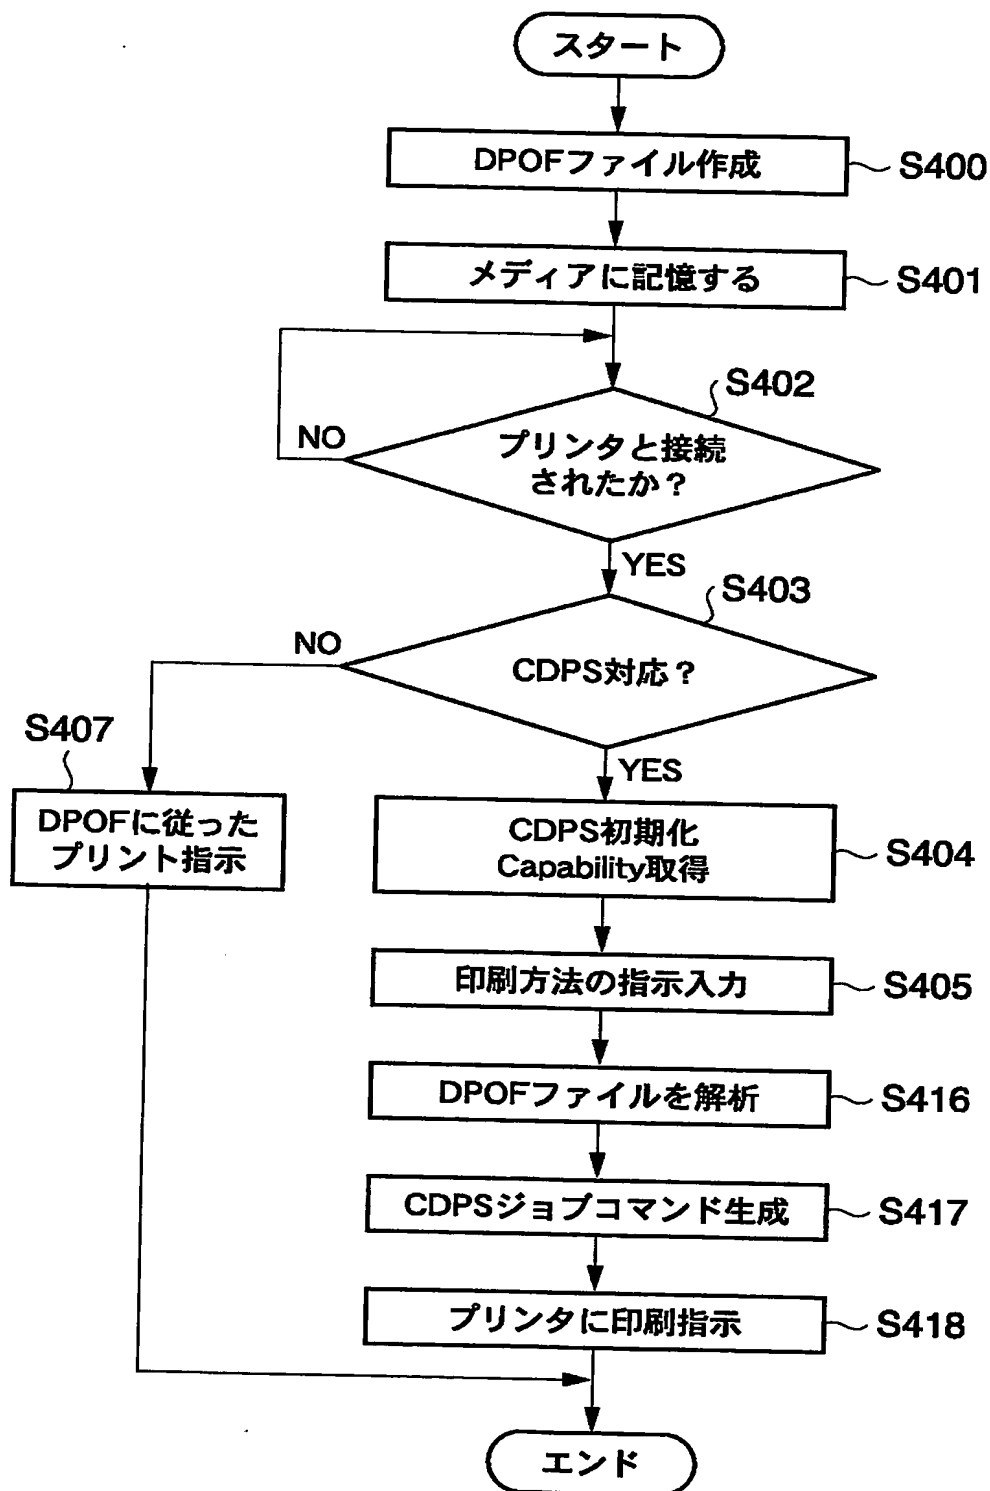 スタート
DPOFファイル作成
S400
メディアに記憶する
S401
S402
NO
プリンタと接続
されたか？
YES
S403
NO
CDPS対応？
S407
YES
DPOFに従った
プリント指示
CDPS初期化
Capability取得
S404
印刷方法の指示入力
S405
DPOFファイルを解析
S416
CDPSジョブコマンド生成
S417
プリンタに印刷指示
S418
エンド